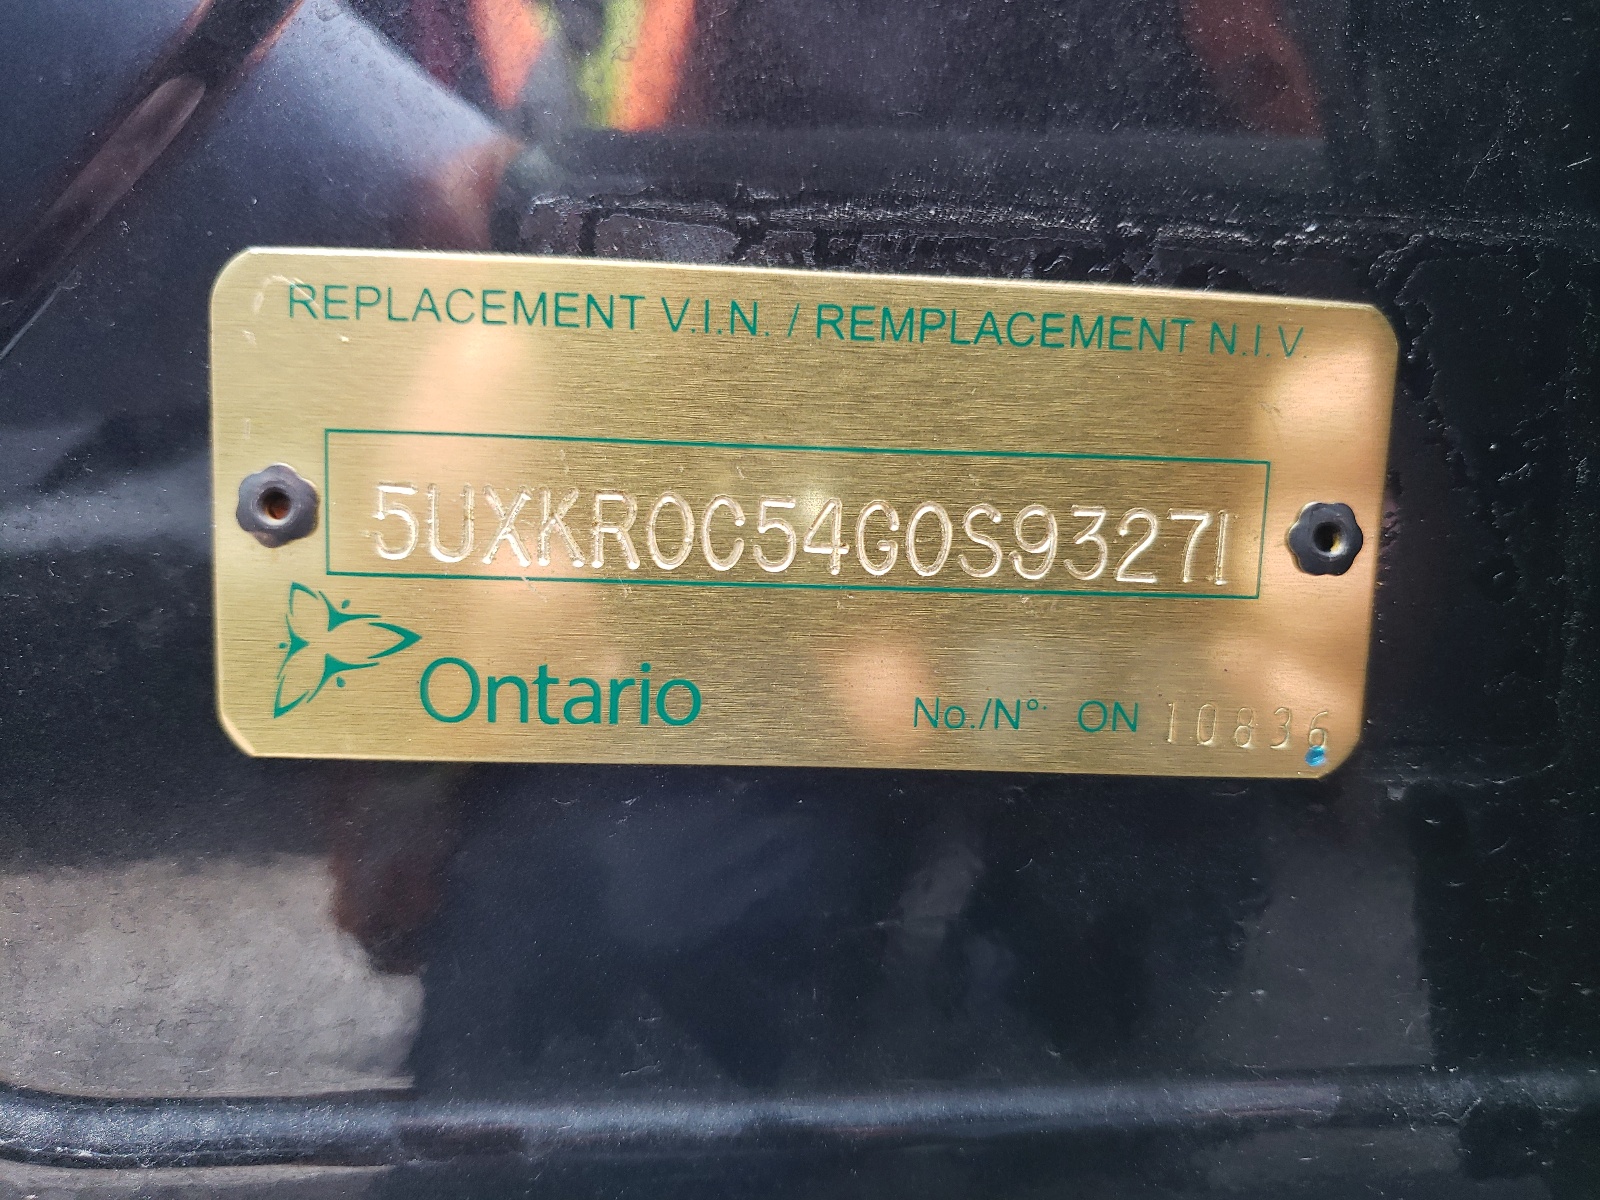 REPLACEMENT V.I.N. / REMPLACEMENT N.I.V.
5UXKR0C54G0S93271
Ontario
No./N°. ON 10836